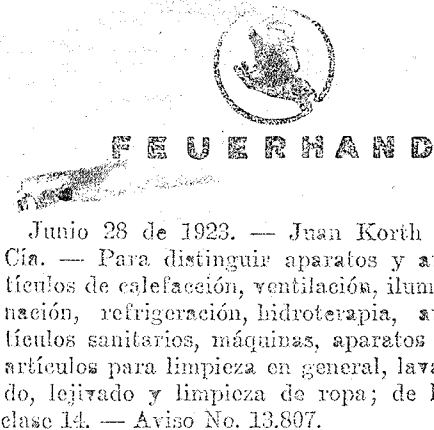 FEUERHAND
Junio 28 de 1923. — Juan Korth
Cía. — Para distinguir aparatos y a
tículos de calefacción, ventilación, ilum
nación, refrigeración, hidroterapia, a
tículos sanitarios, máquinas, aparatos
artículos para limpieza en general, lava
do, lejivado y limpieza de ropa; de l
clase 14. — Aviso No. 13.807.